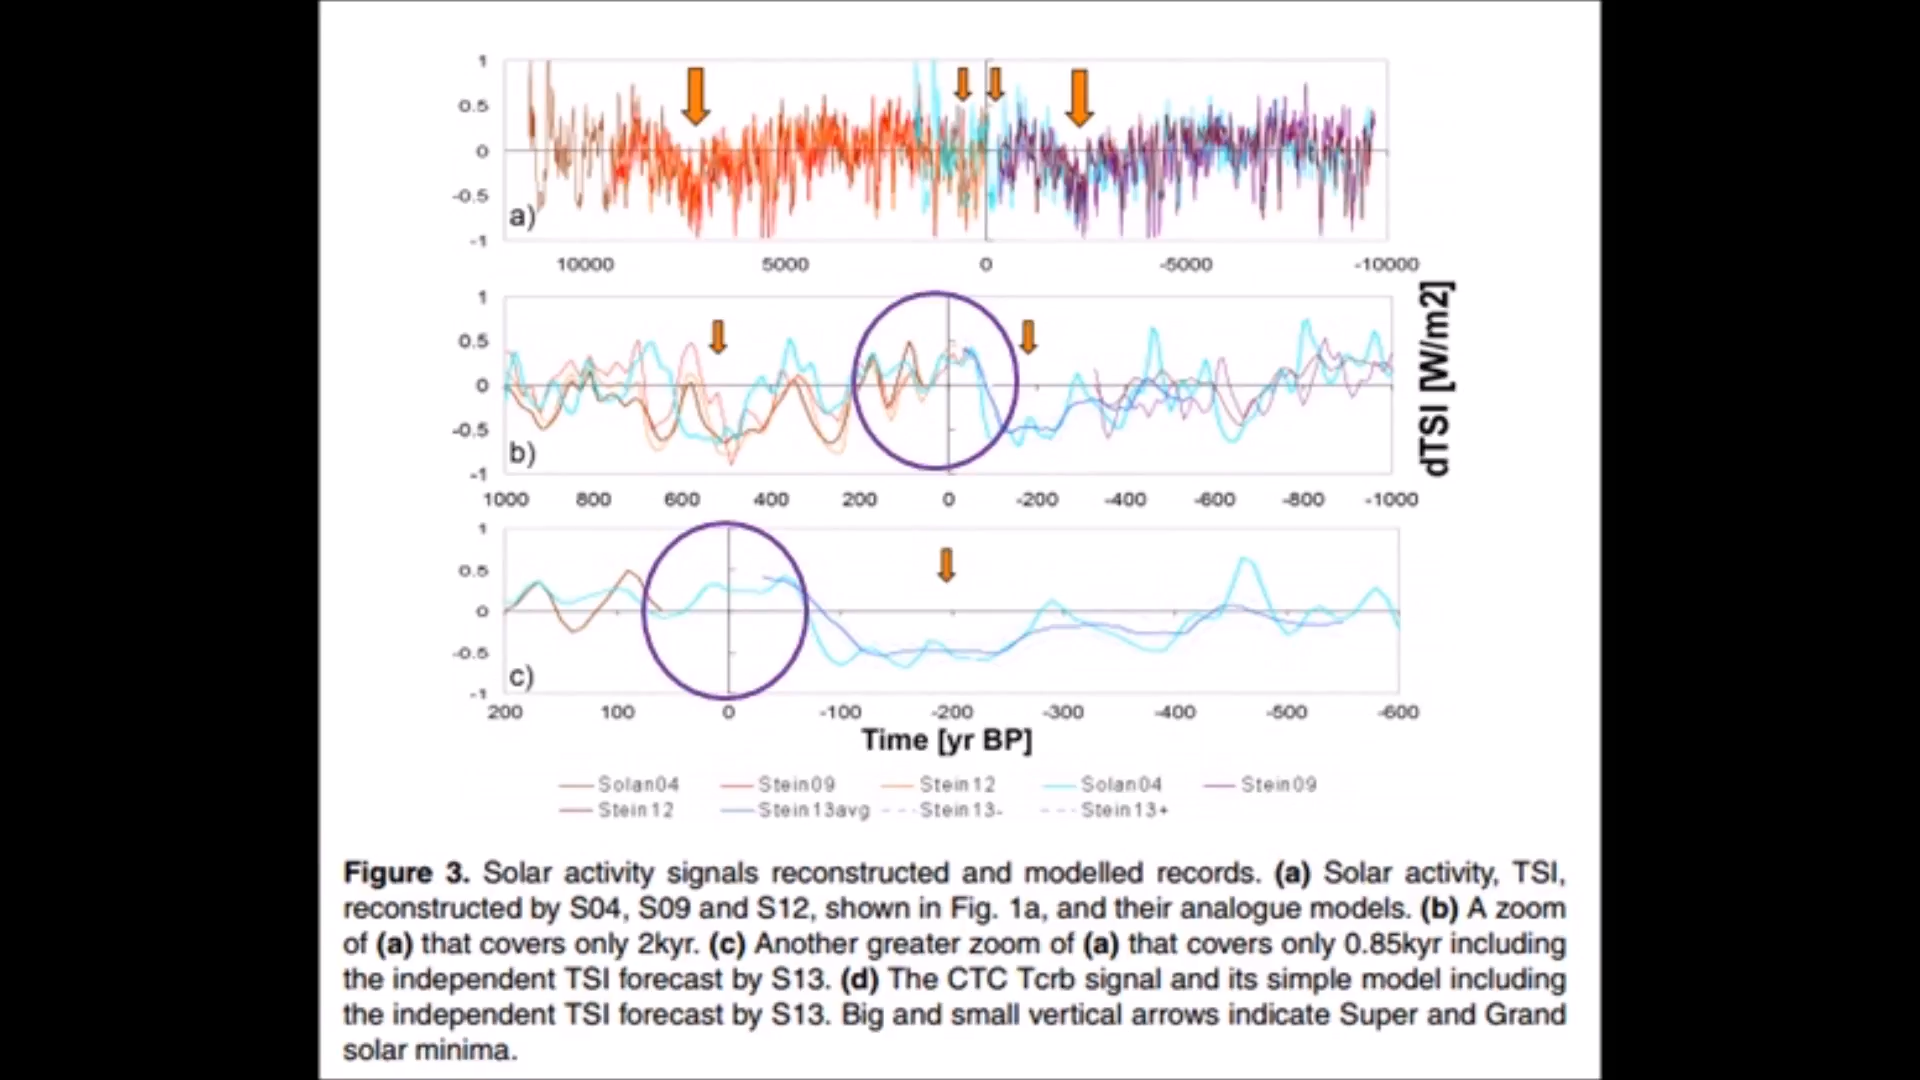 1
0.5
0
-0.5
-1
a)
10000 5000 0 -5000 -10000
1
0.5
0
-0.5
-1
b)
1000 800 600 400 200 0 -200 -400 -600 -800 -1000
dTSI [W/m2]
1
0.5
0
-0.5
-1
c)
200 100 0 -100 -200 -300 -400 -500 -600
Time [yr BP]
Solan04 Stein09 Stein12 Solan04 Stein09
Stein12 Stein13avg Stein13- Stein13+
Figure 3. Solar activity signals reconstructed and modelled records. (a) Solar activity, TSI,
reconstructed by S04, S09 and S12, shown in Fig. 1a, and their analogue models. (b) A zoom
of (a) that covers only 2kyr. (c) Another greater zoom of (a) that covers only 0.85kyr including
the independent TSI forecast by S13. (d) The CTC Tcrb signal and its simple model including
the independent TSI forecast by S13. Big and small vertical arrows indicate Super and Grand
solar minima.